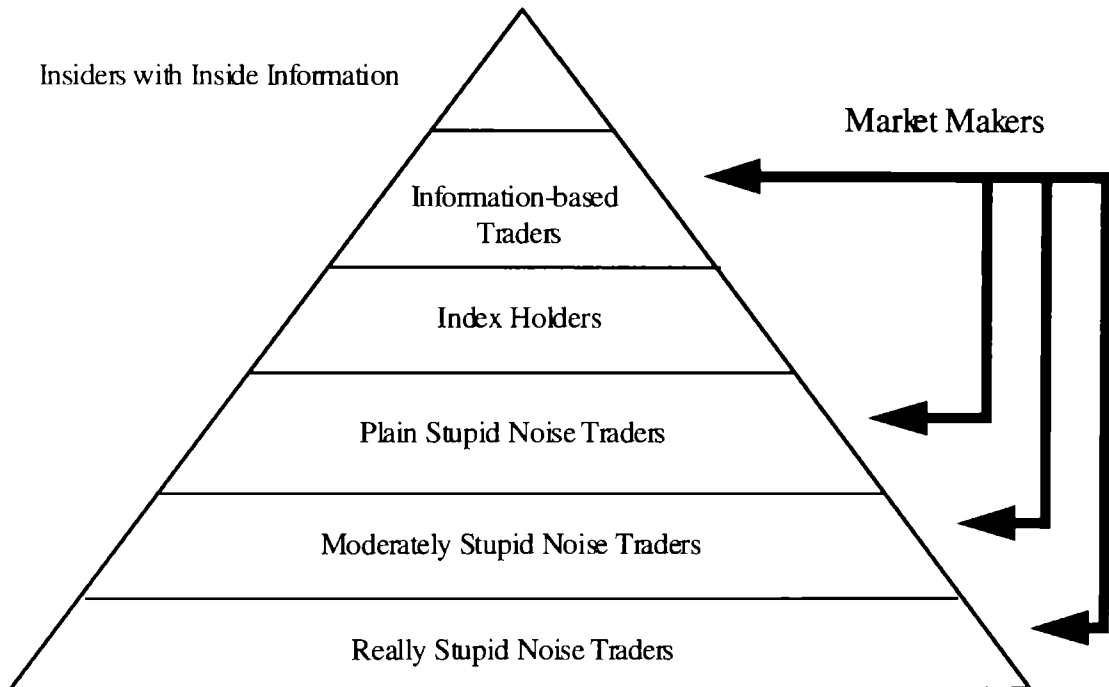 Insiders with Inside Information
Market Makers
Information-based
Traders
Index Holders
Plain Stupid Noise Traders
Moderately Stupid Noise Traders
Really Stupid Noise Traders